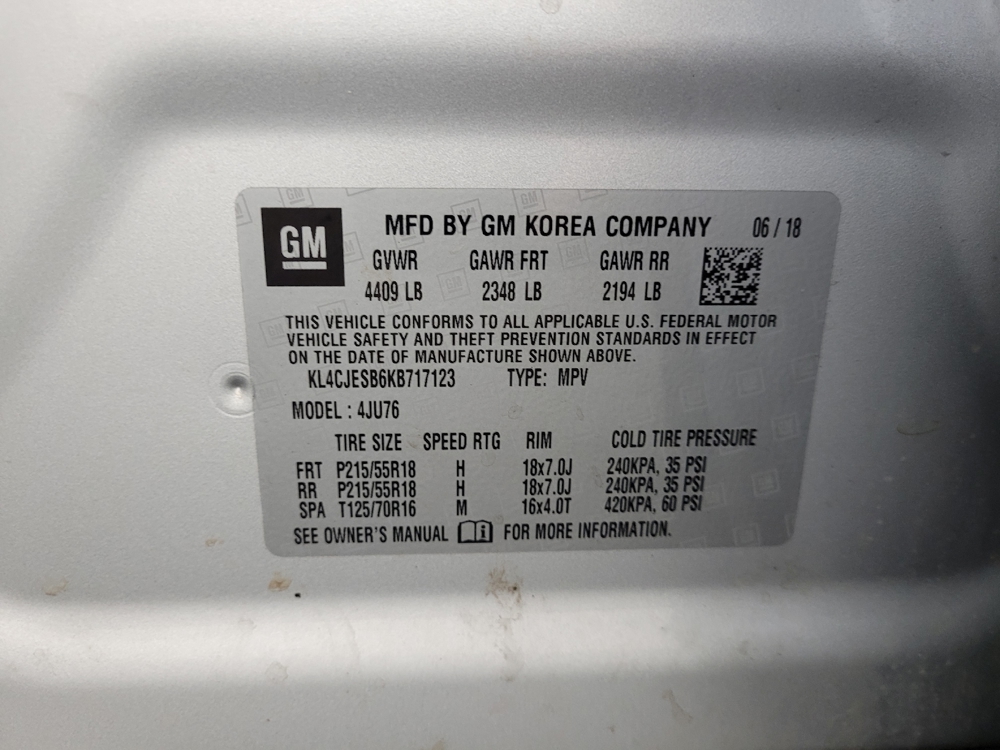 GM
MFD BY GM KOREA COMPANY 06 / 18
GVWR GAWR FRT GAWR RR
4409 LB 2348 LB 2194 LB
THIS VEHICLE CONFORMS TO ALL APPLICABLE U.S. FEDERAL MOTOR
VEHICLE SAFETY AND THEFT PREVENTION STANDARDS IN EFFECT
ON THE DATE OF MANUFACTURE SHOWN ABOVE.
KL4CJESB6KB717123 TYPE: MPV
MODEL : 4JU76
TIRE SIZE SPEED RTG RIM COLD TIRE PRESSURE
FRT P215/55R18 H 18x7.0J 240KPA, 35 PSI
RR P215/55R18 H 18x7.0J 240KPA, 35 PSI
SPA T125/70R16 M 16x4.0T 420KPA, 60 PSI
SEE OWNER'S MANUAL i FOR MORE INFORMATION.